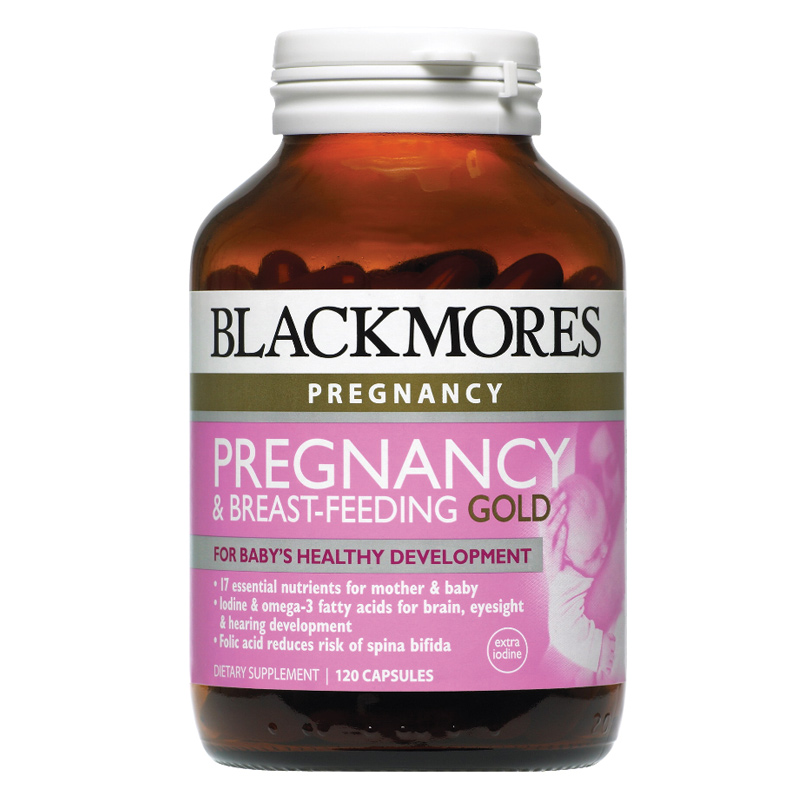 BLACKMORES
PREGNANCY
PREGNANCY
& BREAST-FEEDING GOLD
FOR BABY'S HEALTHY DEVELOPMENT
• 17 essential nutrients for mother & baby
• Iodine & omega-3 fatty acids for brain, eyesight
& hearing development
• Folic acid reduces risk of spina bifida
extra
iodine
DIETARY SUPPLEMENT | 120 CAPSULES